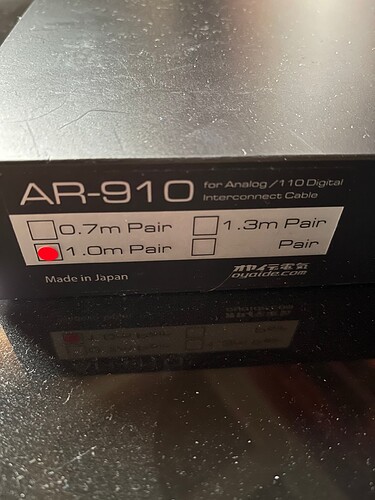 AR-910 for Analog/110 Digital
Interconnect Cable
0.7m Pair 1.3m Pair
1.0m Pair Pair
Made in Japan オヤイデ電気
oyaide.com